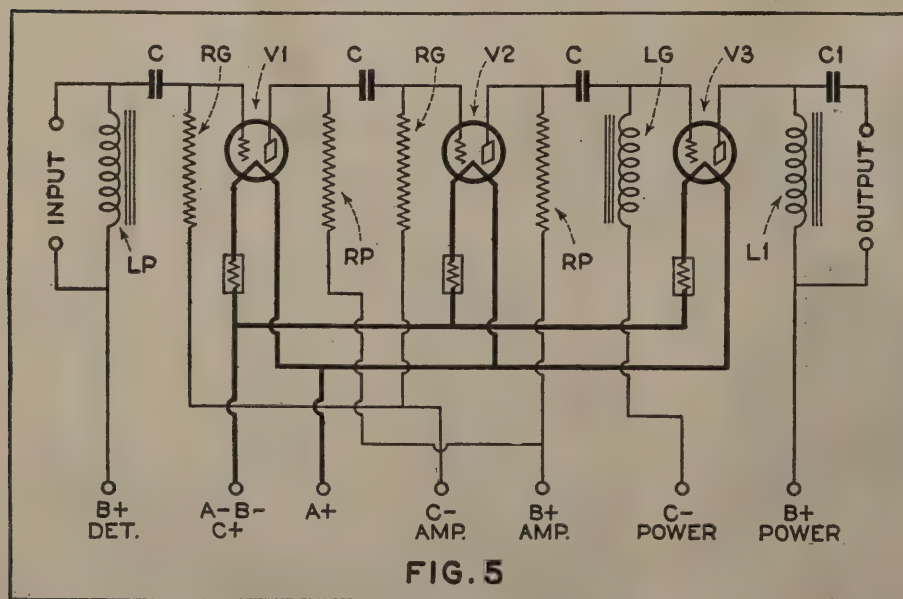 C
RG
V1
C
RG
V2
C
LG
V3
C1
INPUT
LP
RP
RP
L1
OUTPUT
B+
DET.
A-B-
C+
A+
C-
AMP.
B+
AMP.
C-
POWER
B+
POWER
FIG. 5